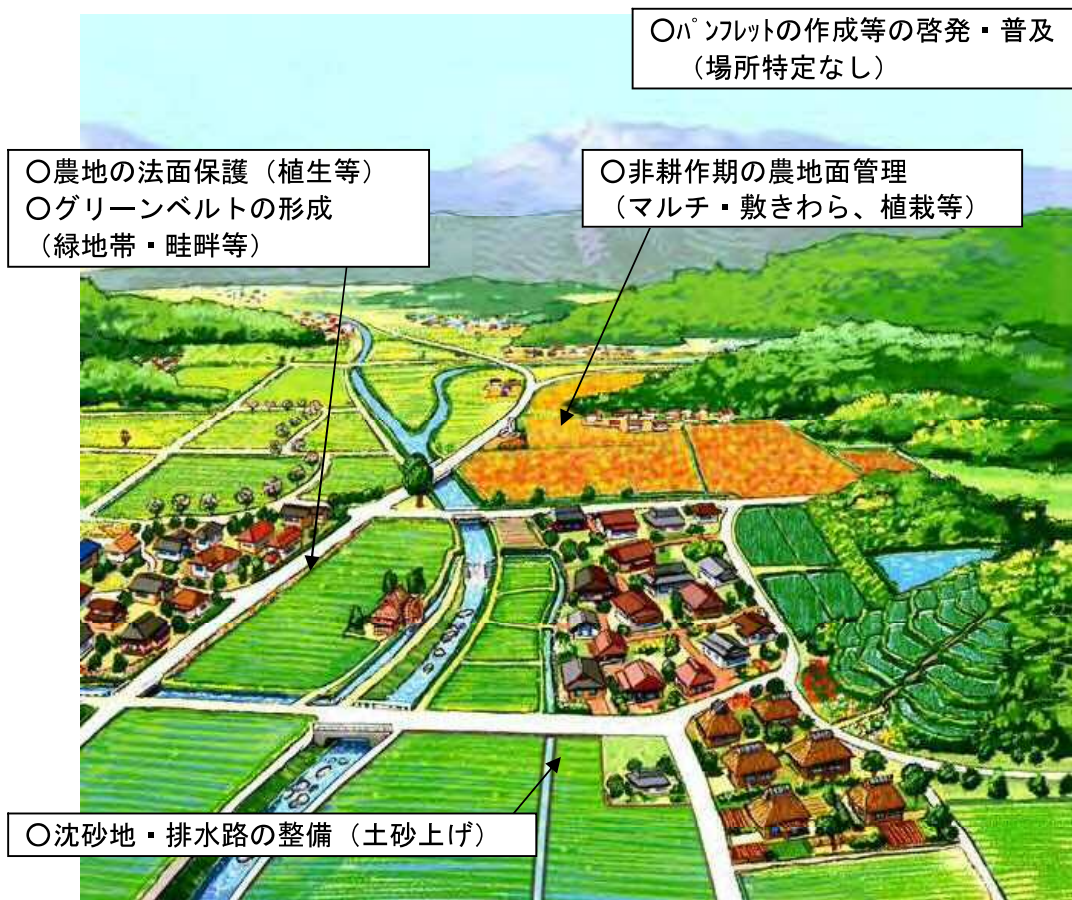 ○パンフレットの作成等の啓発・普及
（場所特定なし）
○農地の法面保護（植生等）
○グリーンベルトの形成
（緑地帯・畦畔等）
○非耕作期の農地面管理
（マルチ・敷きわら、植栽等）
○沈砂地・排水路の整備（土砂上げ）